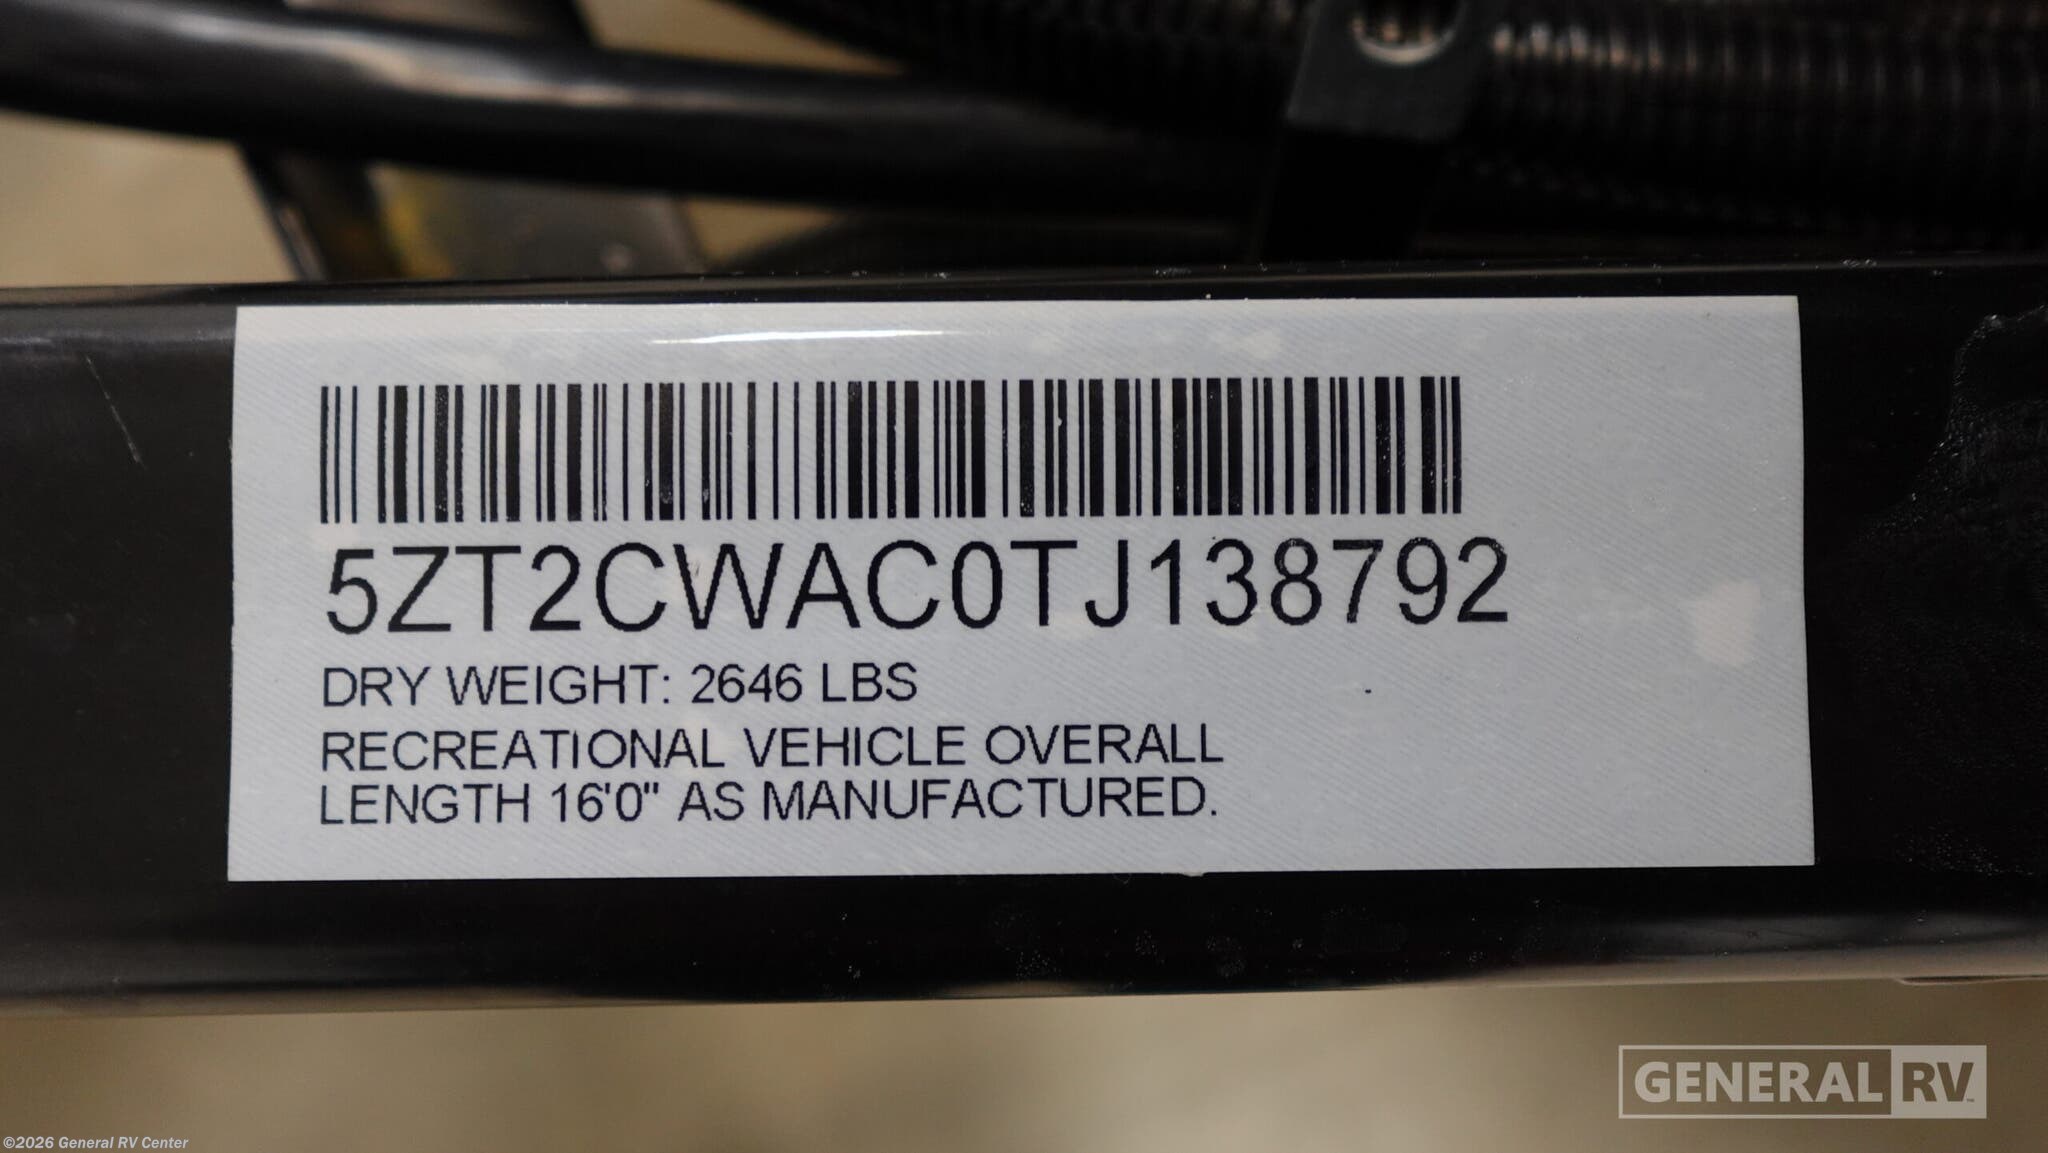 5ZT2CWAC0TJ138792
DRY WEIGHT: 2646 LBS
RECREATIONAL VEHICLE OVERALL
LENGTH 16'0" AS MANUFACTURED.
GENERAL RV
©2026 General RV Center